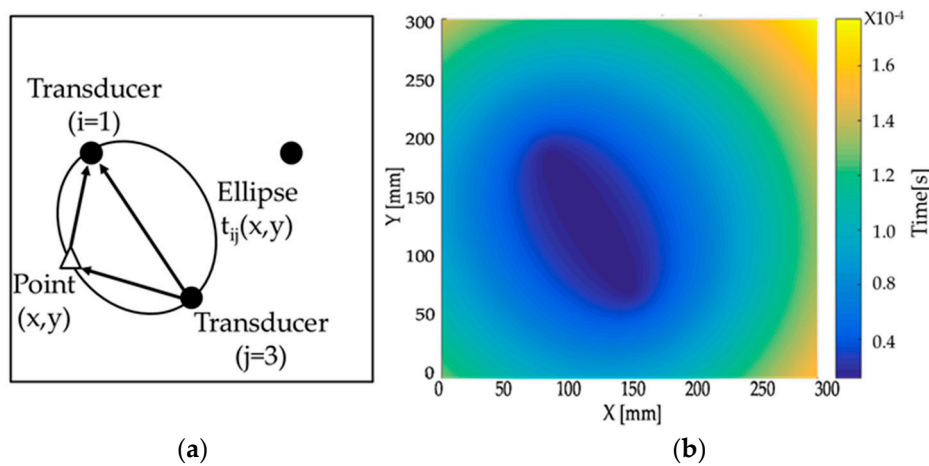 Transducer
(i=1)
Ellipse
t_ij(x,y)
Point
(x,y)
Transducer
(j=3)
(a)
X10⁻⁴
300
250
200
150
100
50
0
Y [mm]
0 50 100 150 200 250 300
X [mm]
1.6
1.4
1.2
1.0
0.8
0.6
0.4
Time[s]
(b)